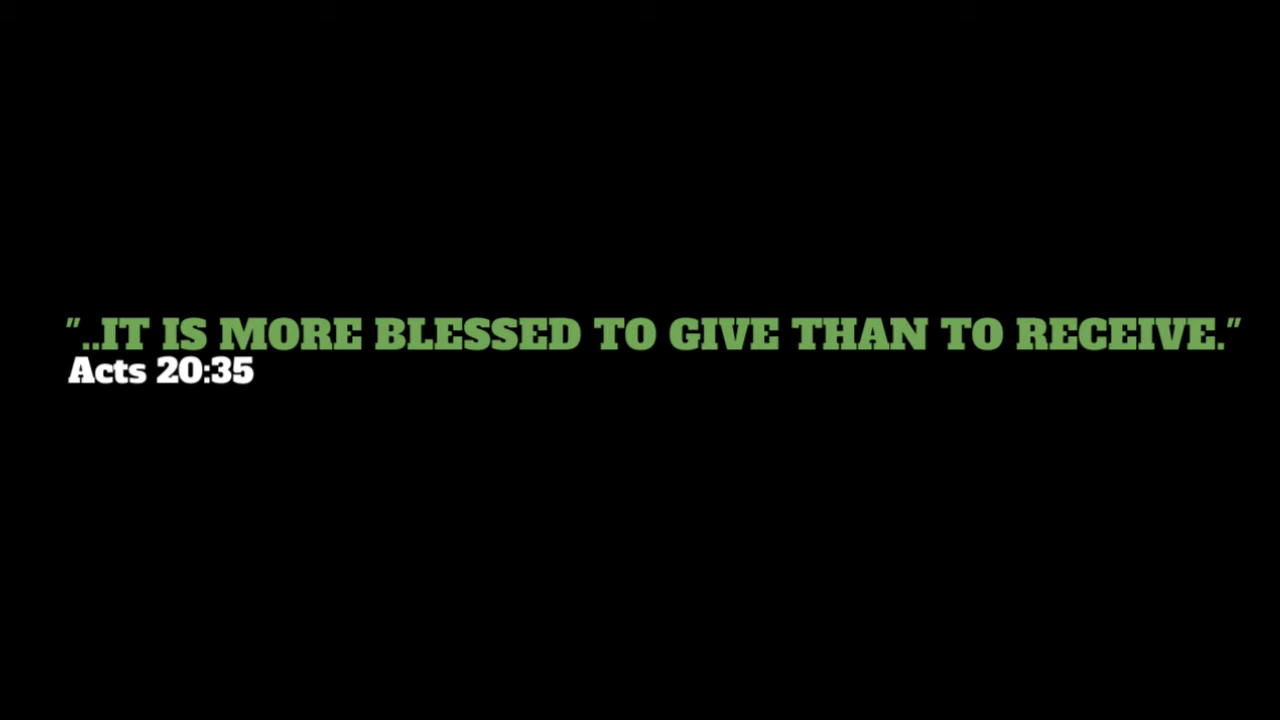 "..IT IS MORE BLESSED TO GIVE THAN TO RECEIVE."
Acts 20:35